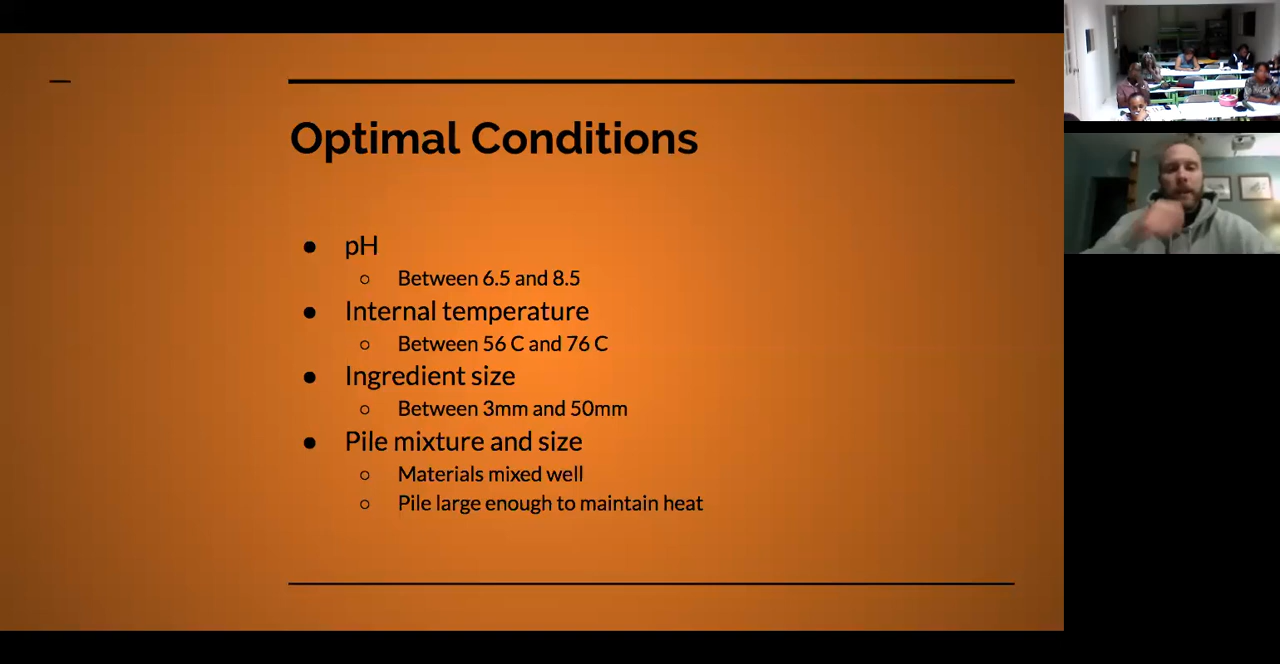 Optimal Conditions
● pH
○ Between 6.5 and 8.5
● Internal temperature
○ Between 56 C and 76 C
● Ingredient size
○ Between 3mm and 50mm
● Pile mixture and size
○ Materials mixed well
○ Pile large enough to maintain heat